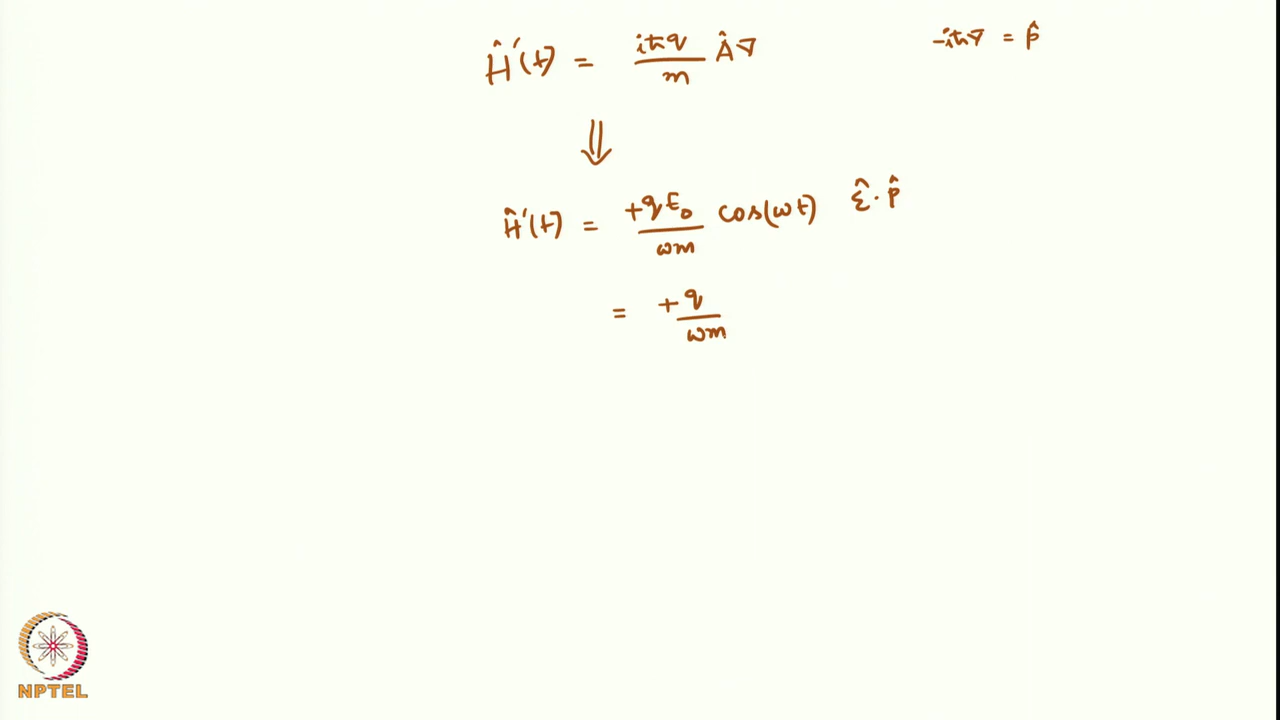 Ĥ'(t) = iħq/m Â∇    -iħ∇ = p̂
⇓
Ĥ'(t) = +qE₀/ωm cos(ωt) ε̂·p̂
= +q/ωm
NPTEL